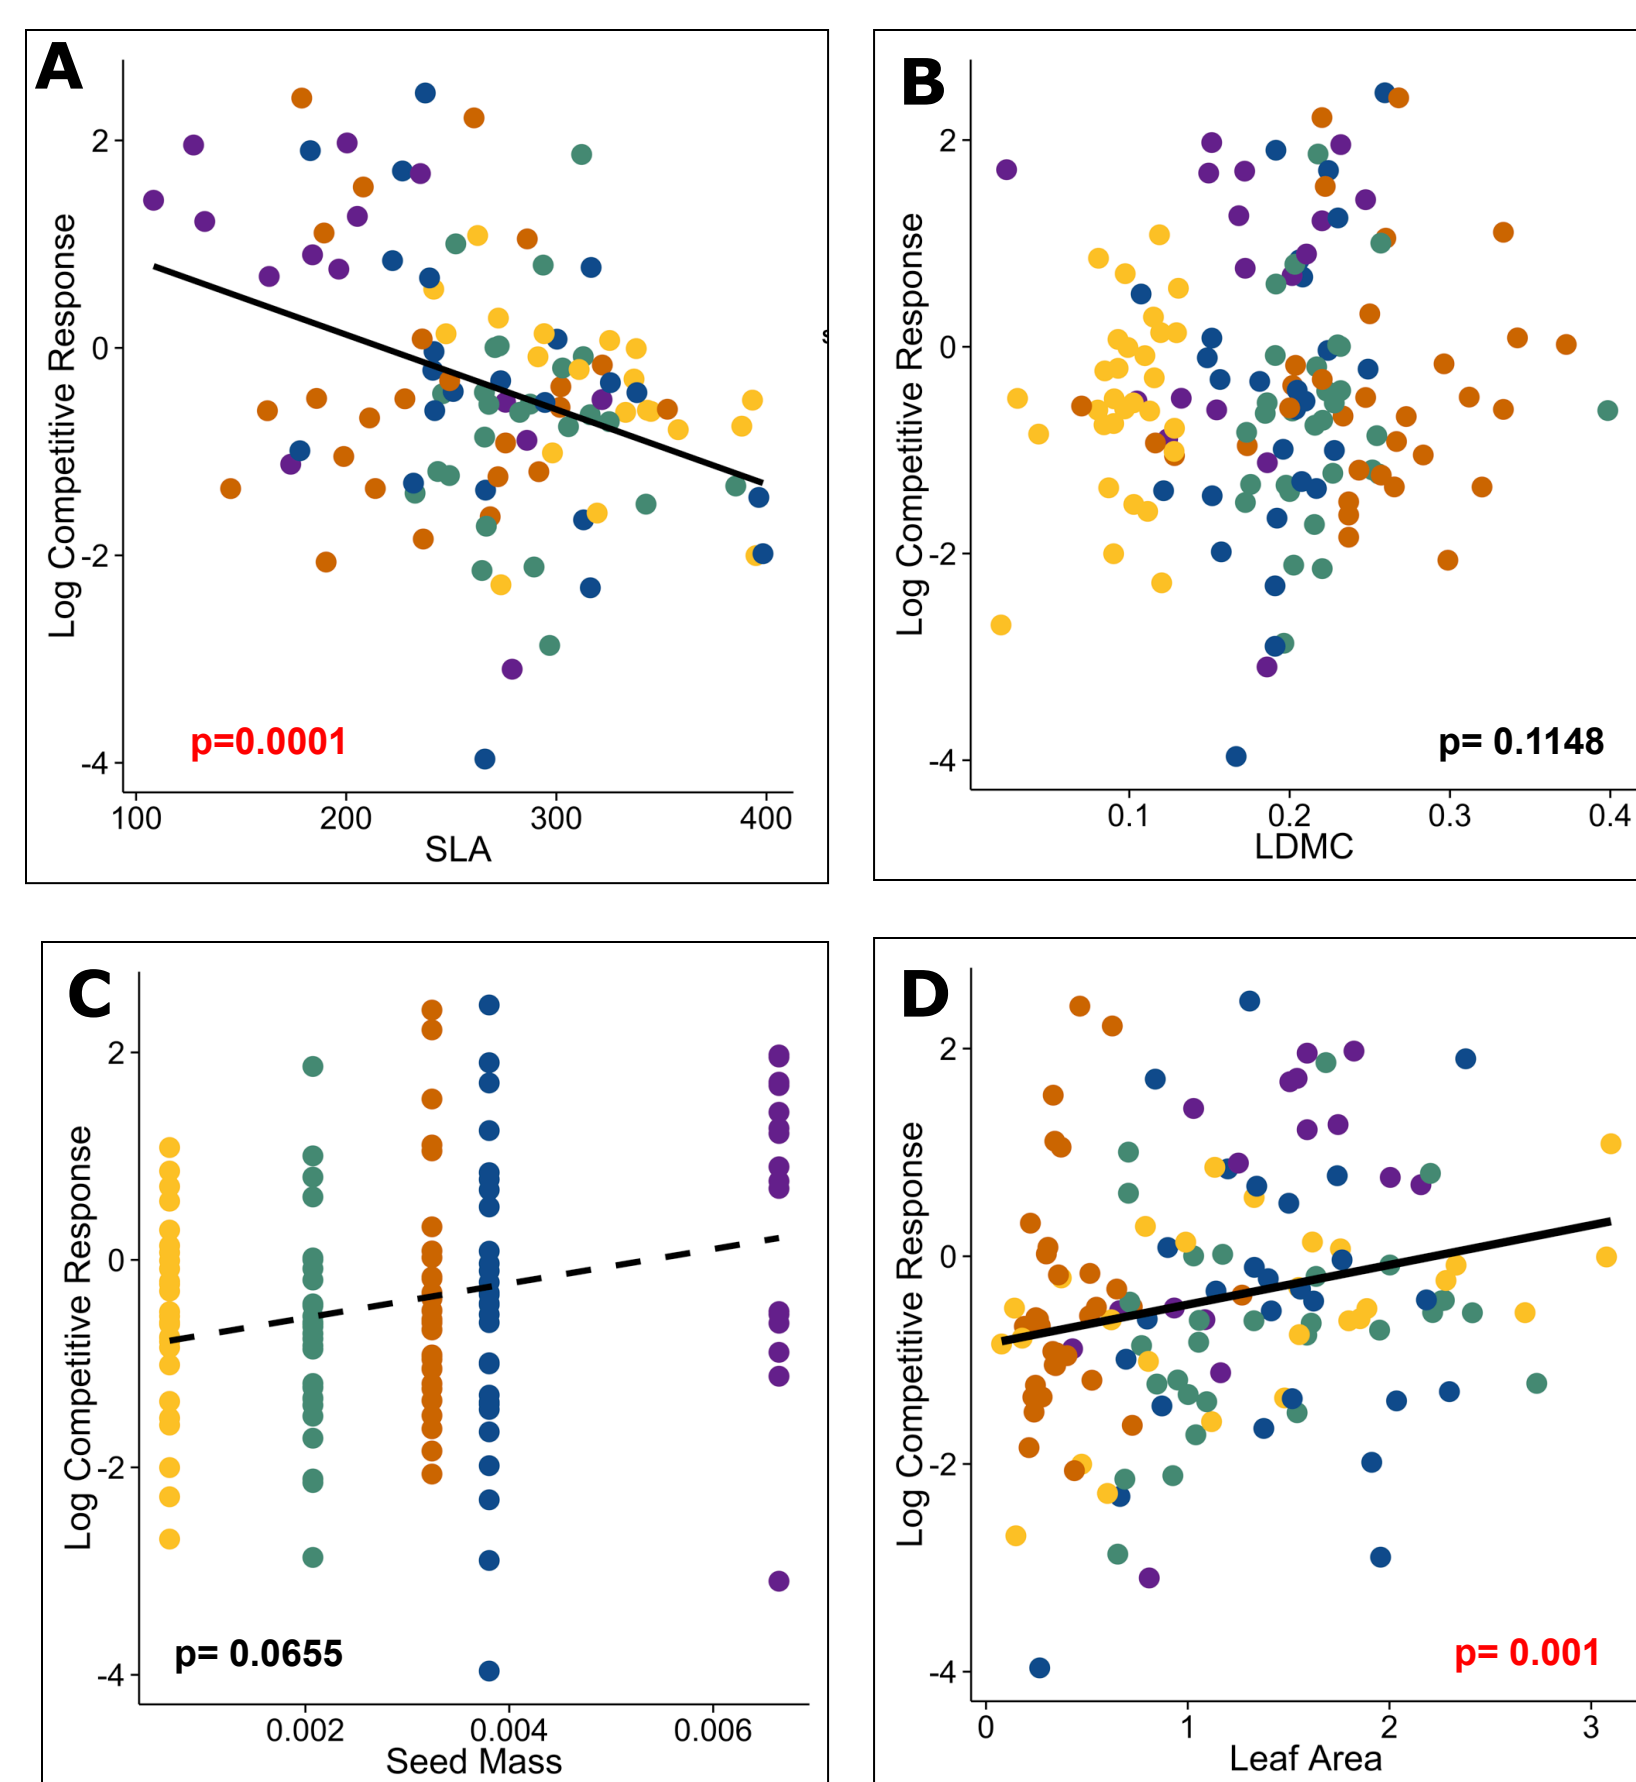 A
Log Competitive Response
2
0
-2
-4
p=0.0001
100 200 300 400
SLA
s
B
Log Competitive Response
2
0
-2
-4
p= 0.1148
0.1 0.2 0.3 0.4
LDMC
C
Log Competitive Response
2
0
-2
-4
p= 0.0655
0.002 0.004 0.006
Seed Mass
D
Log Competitive Response
2
0
-2
-4
p= 0.001
0 1 2 3
Leaf Area